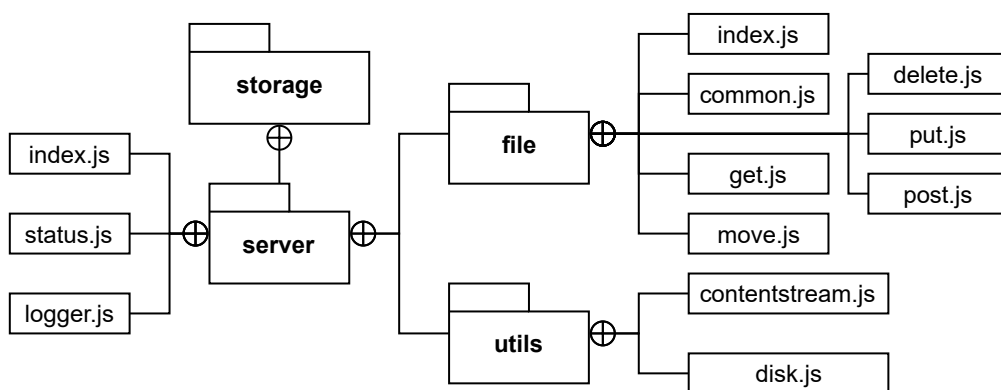 index.js
storage
common.js
delete.js
file
put.js
index.js
get.js
post.js
status.js
server
move.js
logger.js
contentstream.js
utils
disk.js